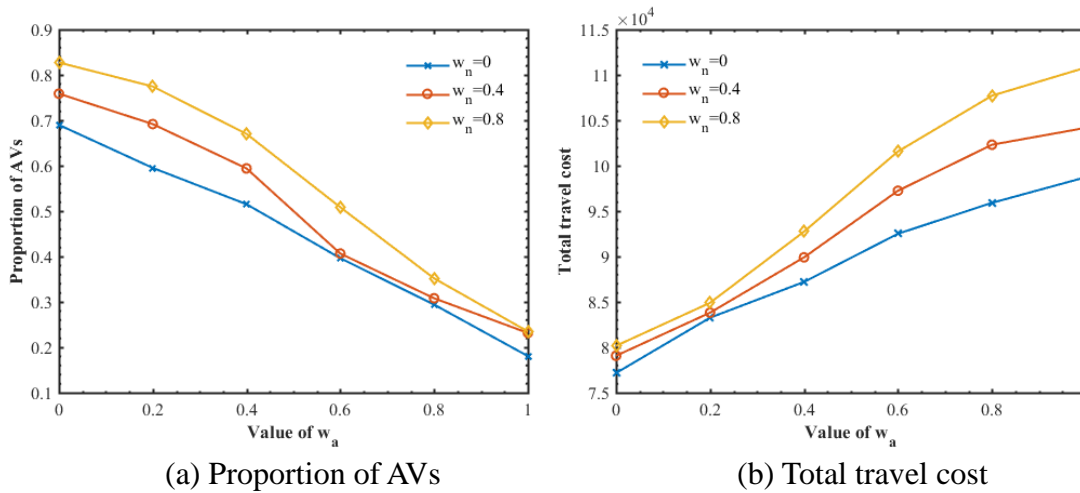 0.9
0.8
0.7
0.6
0.5
0.4
0.3
0.2
0.1
0 0.2 0.4 0.6 0.8 1
Proportion of AVs
Value of w_a
w_n=0
w_n=0.4
w_n=0.8
(a) Proportion of AVs
×10^4
11.5
11
10.5
10
9.5
9
8.5
8
7.5
0 0.2 0.4 0.6 0.8
Total travel cost
Value of w_a
w_n=0
w_n=0.4
w_n=0.8
(b) Total travel cost